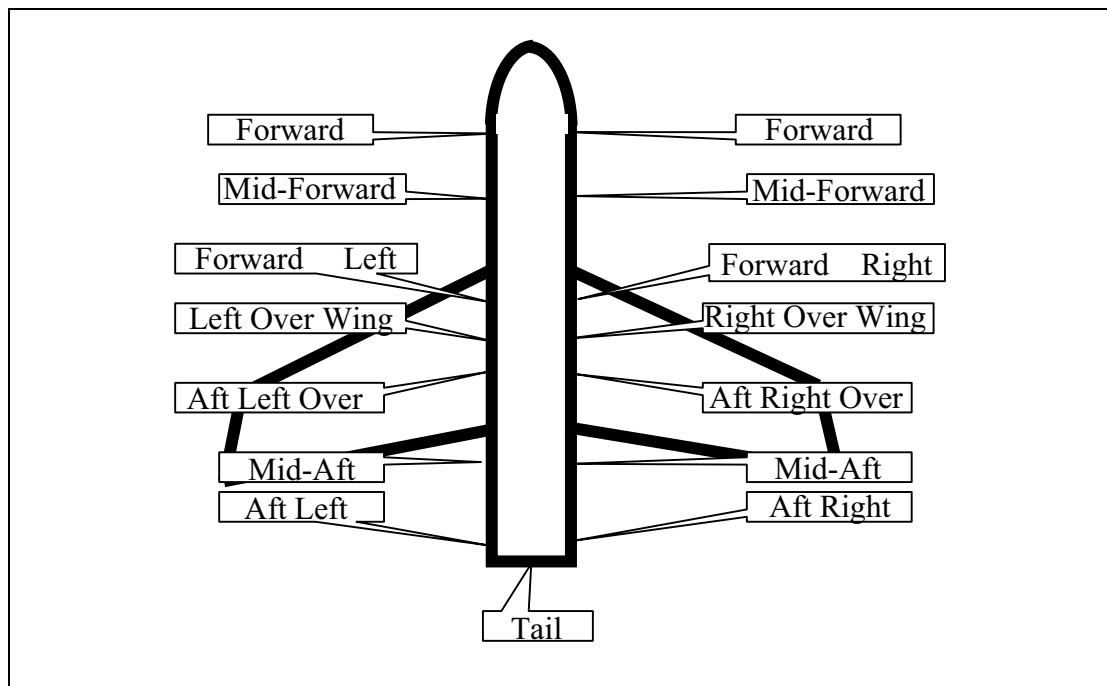 Forward
Forward
Mid-Forward
Mid-Forward
Forward Left
Forward Right
Left Over Wing
Right Over Wing
Aft Left Over
Aft Right Over
Mid-Aft
Mid-Aft
Aft Left
Aft Right
Tail